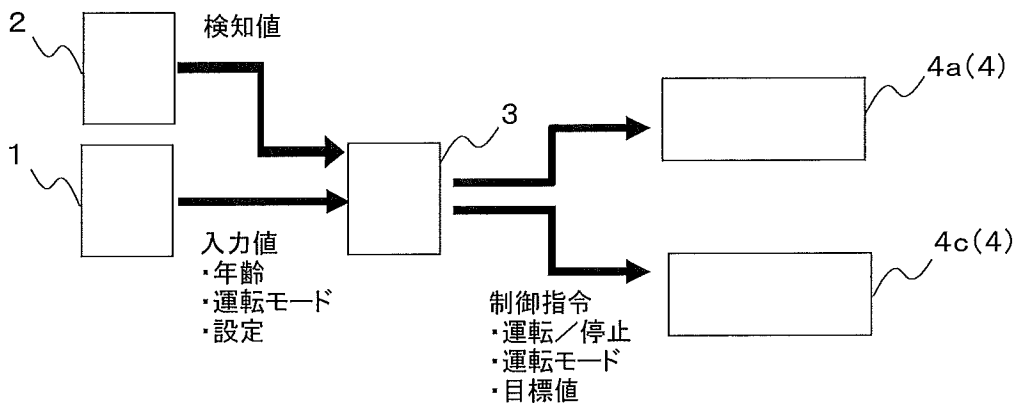 2
検知値
4a(4)
3
1
入力値
・年齢
・運転モード
・設定
4c(4)
制御指令
・運転／停止
・運転モード
・目標値